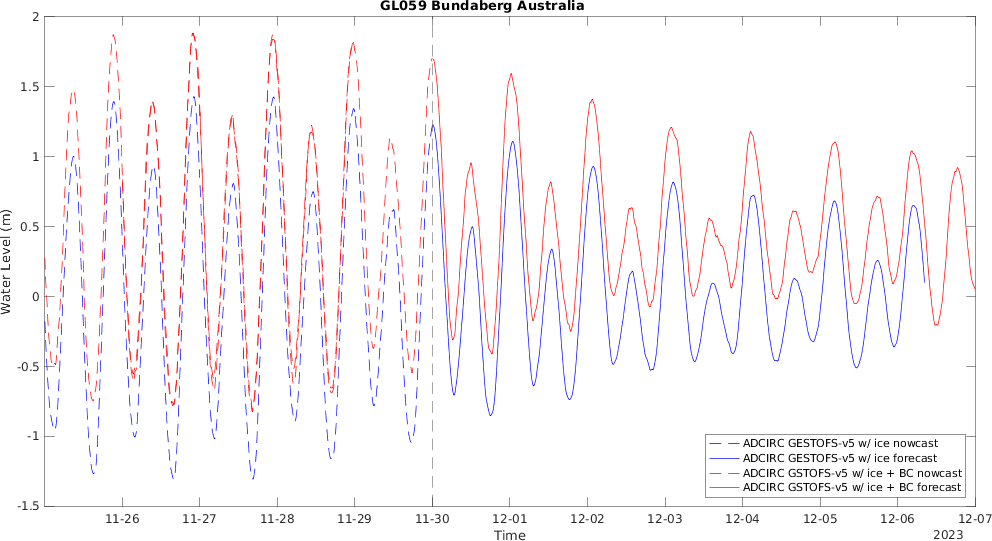 GL059 Bundaberg Australia
2
1.5
1
0.5
0
-0.5
-1
-1.5
Water Level (m)
ADCIRC GESTOFS-v5 w/ ice nowcast
ADCIRC GESTOFS-v5 w/ ice forecast
ADCIRC GSTOFS-v5 w/ ice + BC nowcast
ADCIRC GSTOFS-v5 w/ ice + BC forecast
11-26 11-27 11-28 11-29 11-30 12-01 12-02 12-03 12-04 12-05 12-06 12-07
Time 2023